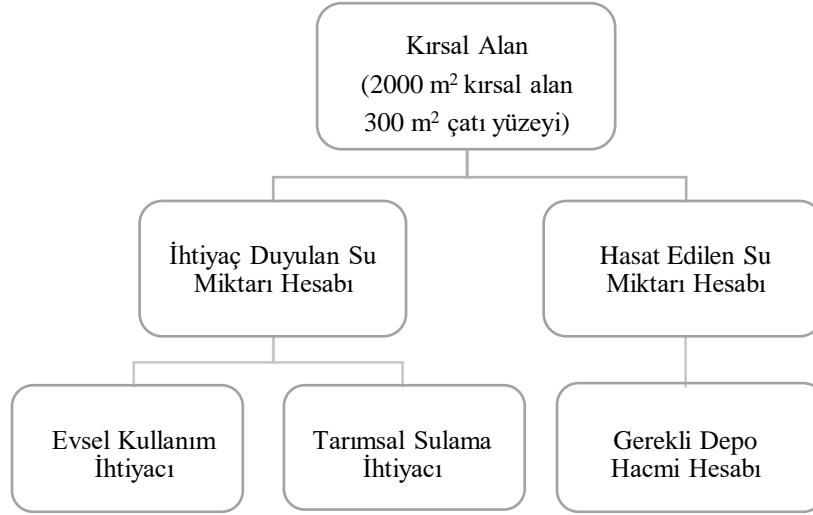 Kırsal Alan
(2000 m² kırsal alan
300 m² çatı yüzeyi)
İhtiyaç Duyulan Su
Miktarı Hesabı
Hasat Edilen Su
Miktarı Hesabı
Evsel Kullanım
İhtiyacı
Tarımsal Sulama
İhtiyacı
Gerekli Depo
Hacmi Hesabı